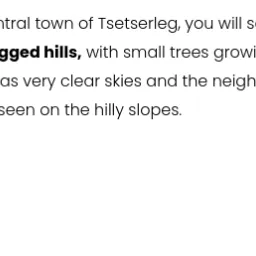 ntral town of Tsetserleg, you will s
gged hills, with small trees growi
as very clear skies and the neigh
seen on the hilly slopes.